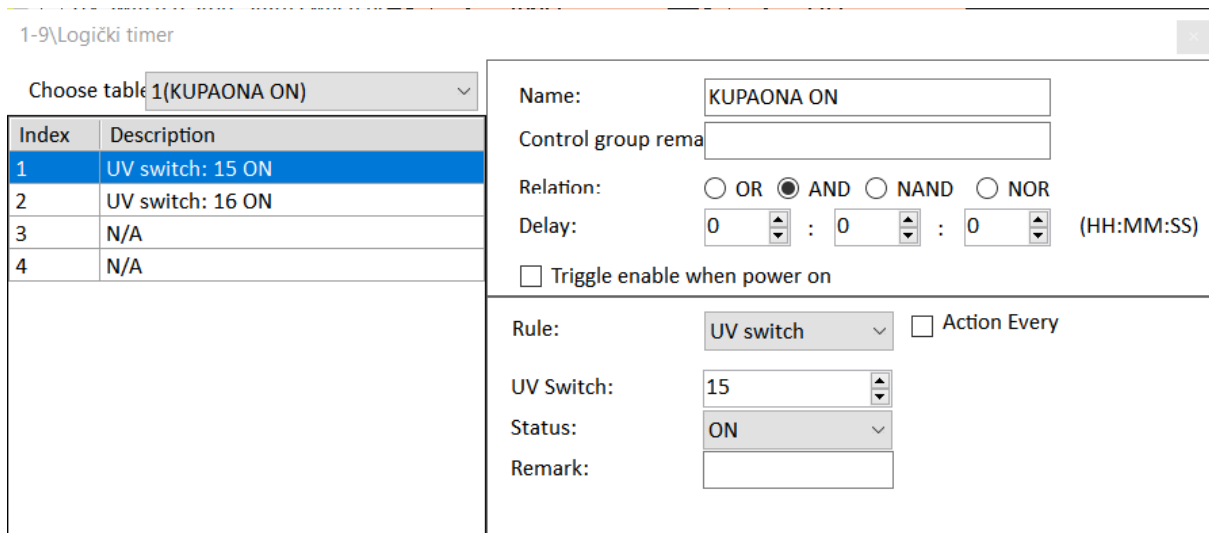 1-9\Logički timer
Choose table 1(KUPAONA ON)
Index Description
1 UV switch: 15 ON
2 UV switch: 16 ON
3 N/A
4 N/A
Name: KUPAONA ON
Control group rema
Relation: OR AND NAND NOR
Delay: 0 : 0 : 0 (HH:MM:SS)
Triggle enable when power on
Rule: UV switch Action Every
UV Switch: 15
Status: ON
Remark: